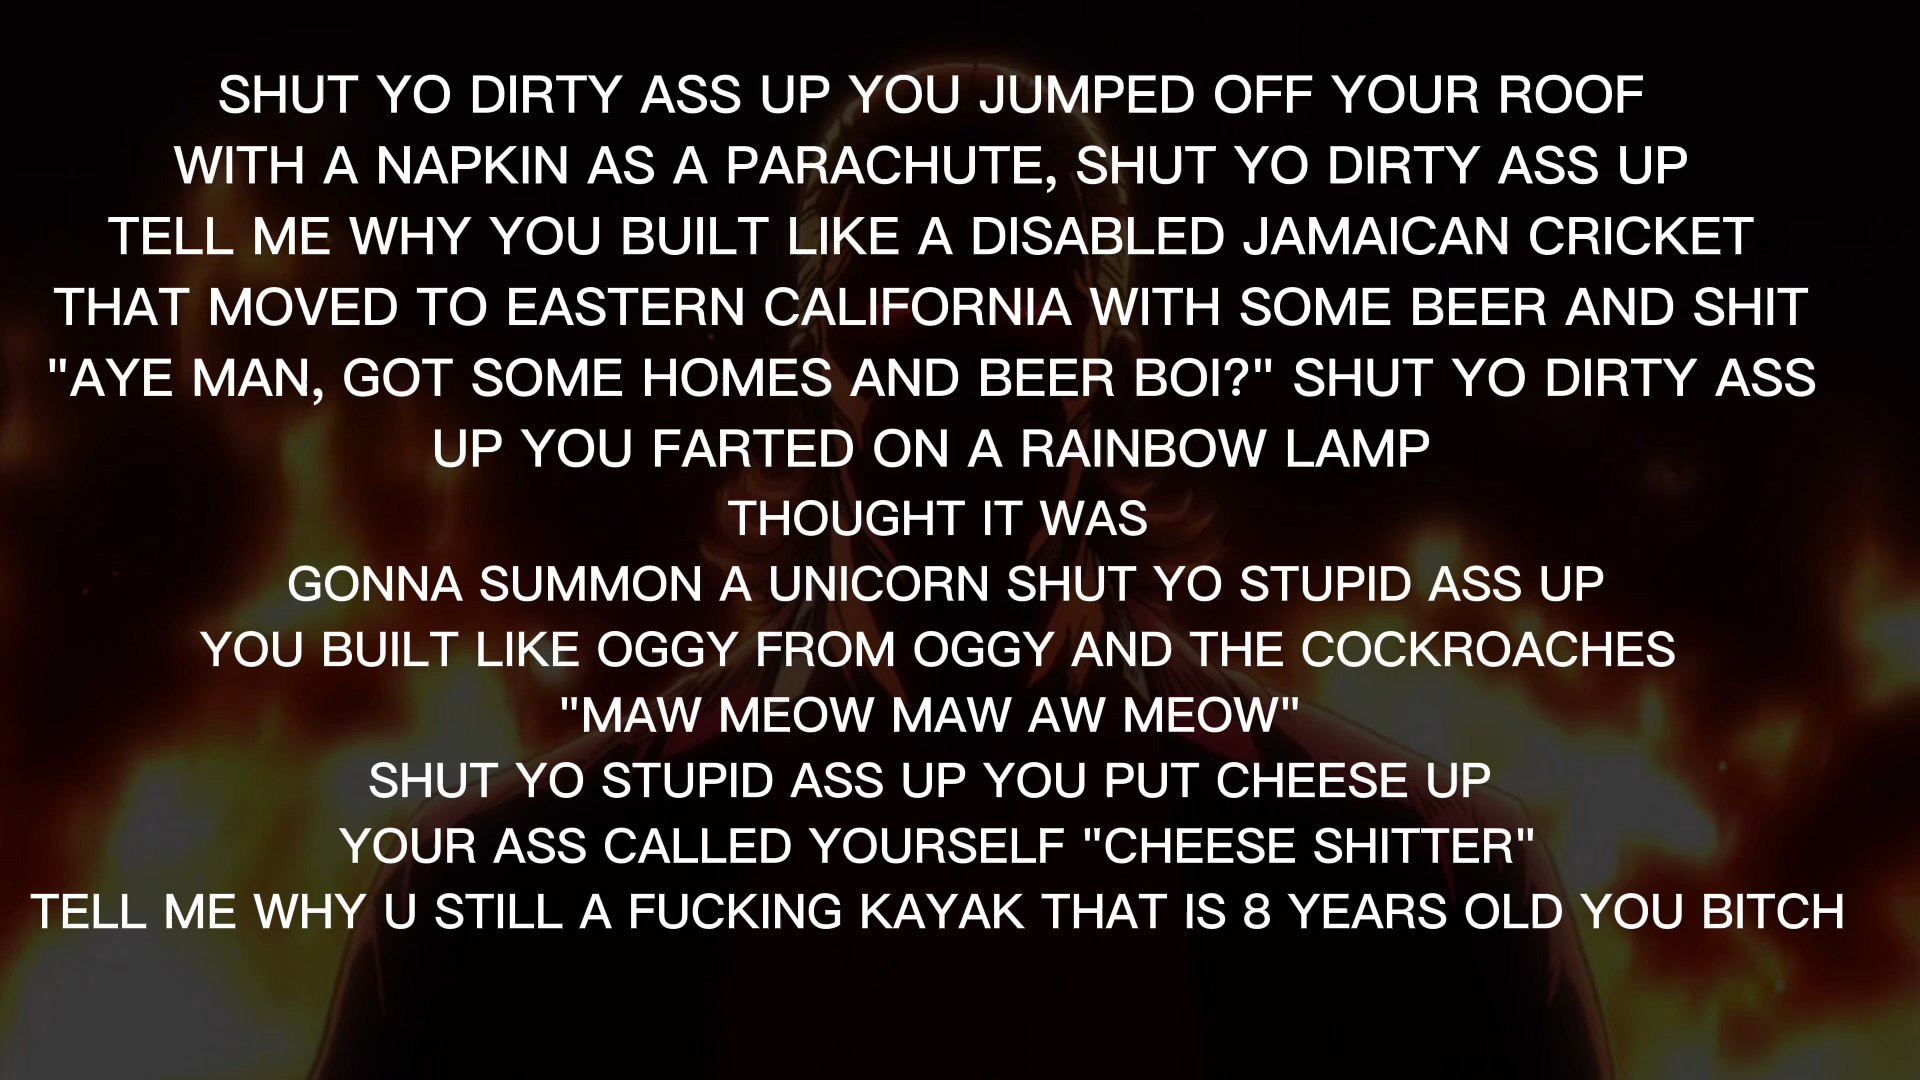 SHUT YO DIRTY ASS UP YOU JUMPED OFF YOUR ROOF
WITH A NAPKIN AS A PARACHUTE, SHUT YO DIRTY ASS UP
TELL ME WHY YOU BUILT LIKE A DISABLED JAMAICAN CRICKET
THAT MOVED TO EASTERN CALIFORNIA WITH SOME BEER AND SHIT
"AYE MAN, GOT SOME HOMES AND BEER BOI?" SHUT YO DIRTY ASS
UP YOU FARTED ON A RAINBOW LAMP
THOUGHT IT WAS
GONNA SUMMON A UNICORN SHUT YO STUPID ASS UP
YOU BUILT LIKE OGGY FROM OGGY AND THE COCKROACHES
"MAW MEOW MAW AW MEOW"
SHUT YO STUPID ASS UP YOU PUT CHEESE UP
YOUR ASS CALLED YOURSELF "CHEESE SHITTER"
TELL ME WHY U STILL A FUCKING KAYAK THAT IS 8 YEARS OLD YOU BITCH